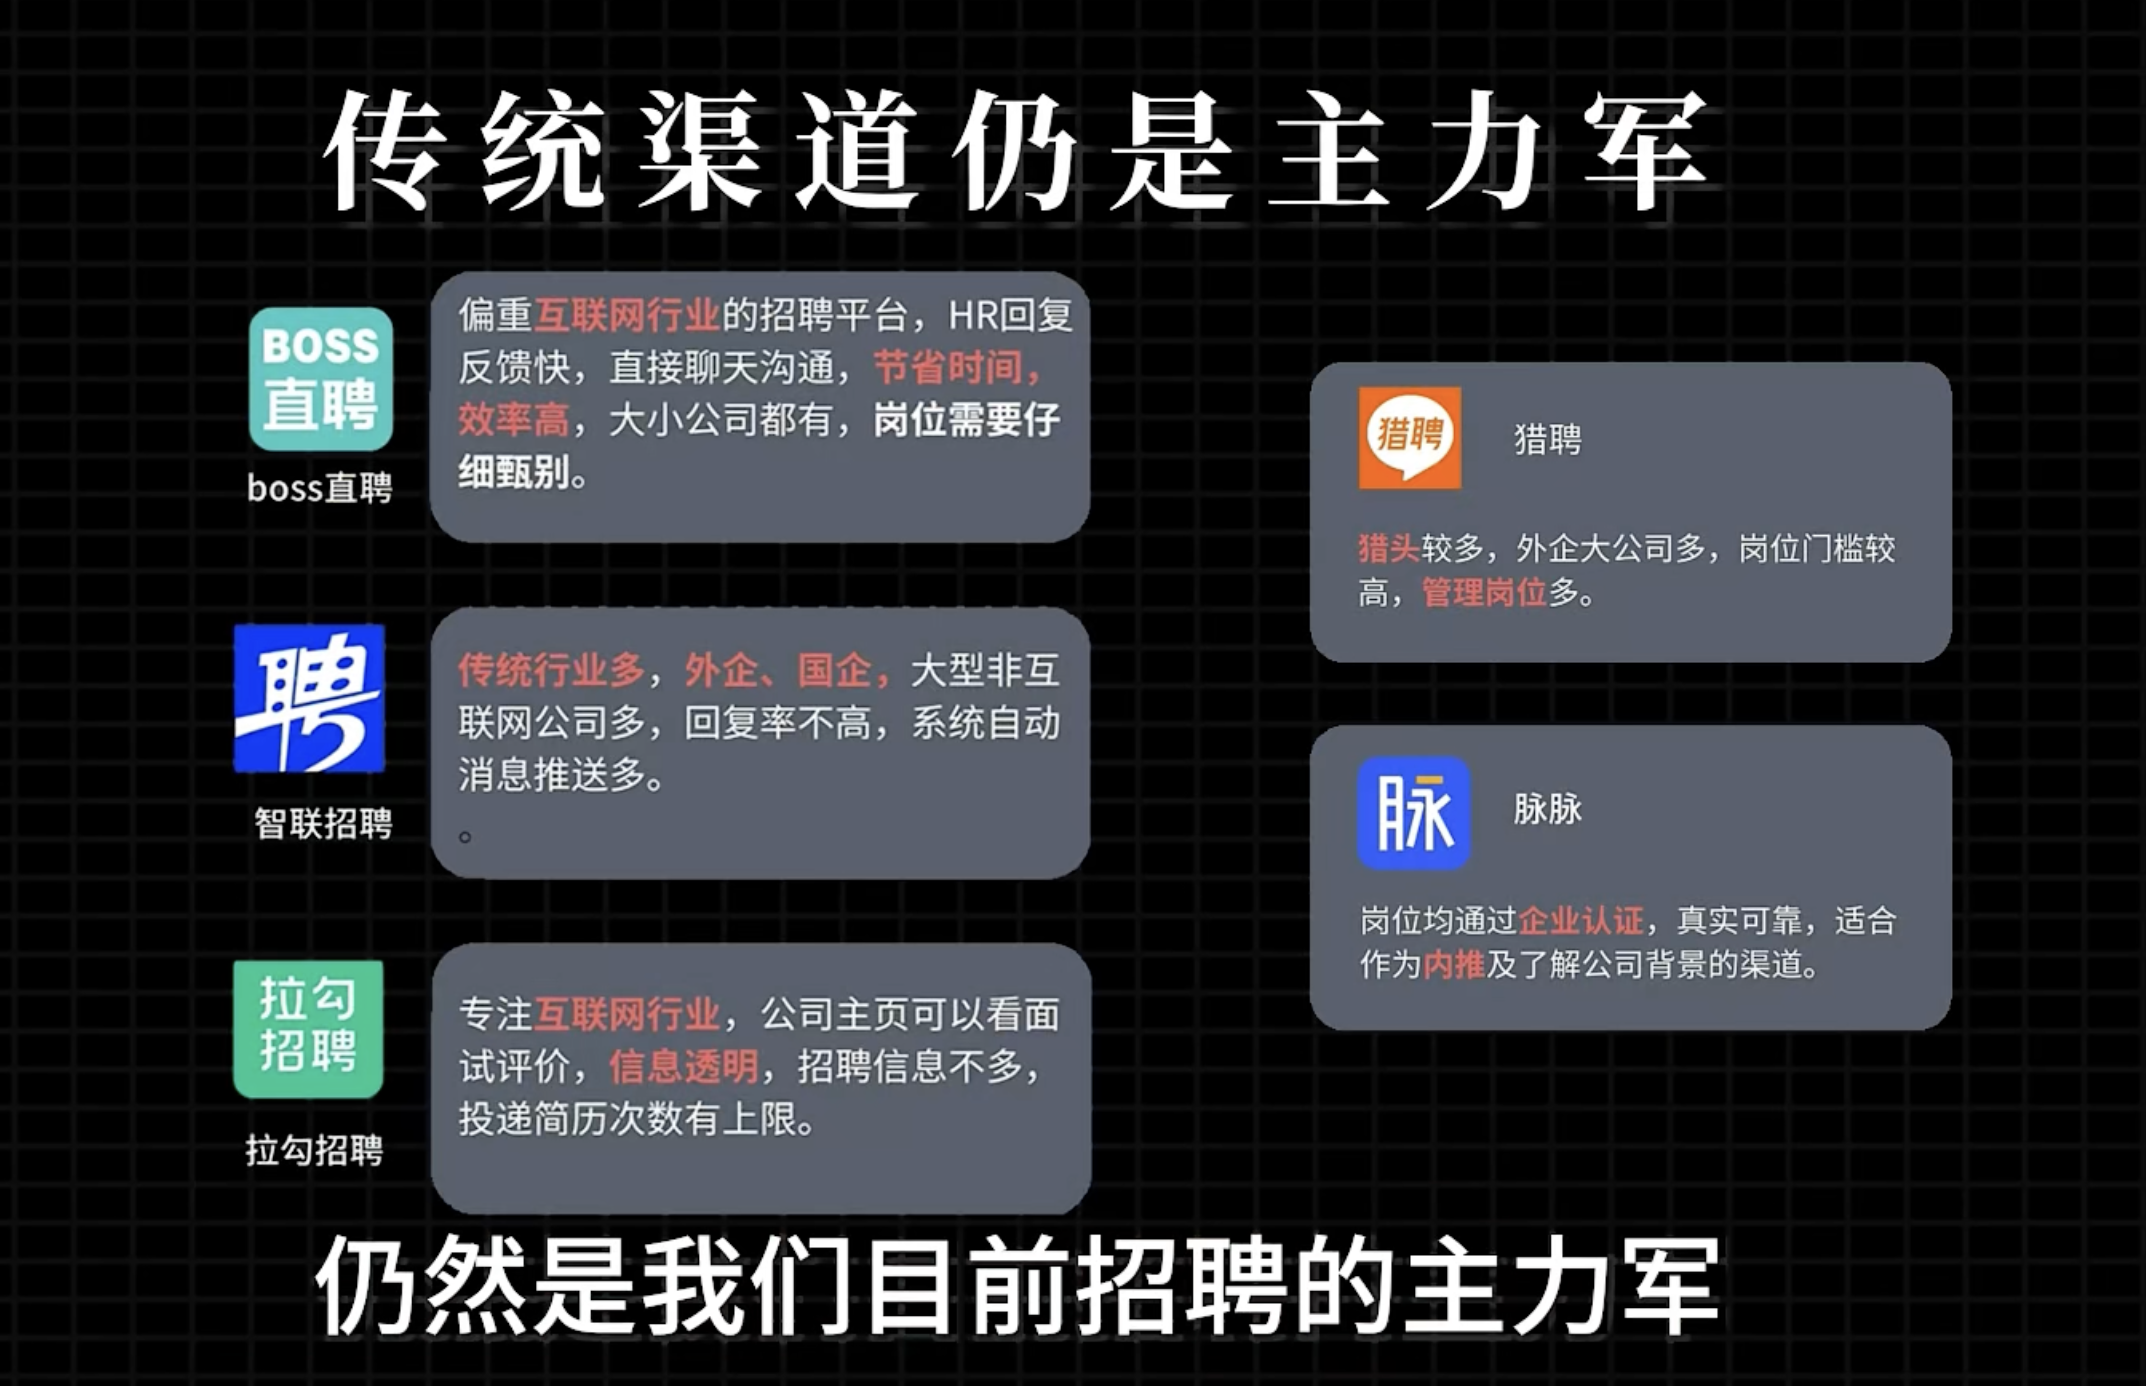 传统渠道仍是主力军
BOSS
直聘
boss直聘
偏重互联网行业的招聘平台，HR回复
反馈快，直接聊天沟通，节省时间，
效率高，大小公司都有，岗位需要仔
细甄别。
聘
智联招聘
传统行业多，外企、国企，大型非互
联网公司多，回复率不高，系统自动
消息推送多。
。
拉勾
招聘
拉勾招聘
专注互联网行业，公司主页可以看面
试评价，信息透明，招聘信息不多，
投递简历次数有上限。
猎聘
猎聘
猎头较多，外企大公司多，岗位门槛较
高，管理岗位多。
脉
脉脉
岗位均通过企业认证，真实可靠，适合
作为内推及了解公司背景的渠道。
仍然是我们目前招聘的主力军